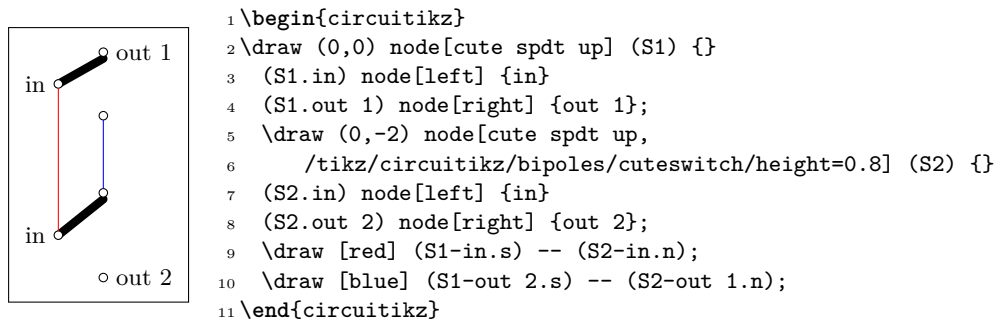 out 1
in
in
out 2
1 \begin{circuitikz}
2 \draw (0,0) node[cute spdt up] (S1) {}
3 (S1.in) node[left] {in}
4 (S1.out 1) node[right] {out 1};
5 \draw (0,-2) node[cute spdt up,
6 /tikz/circuitikz/bipoles/cuteswitch/height=0.8] (S2) {}
7 (S2.in) node[left] {in}
8 (S2.out 2) node[right] {out 2};
9 \draw [red] (S1-in.s) -- (S2-in.n);
10 \draw [blue] (S1-out 2.s) -- (S2-out 1.n);
11 \end{circuitikz}